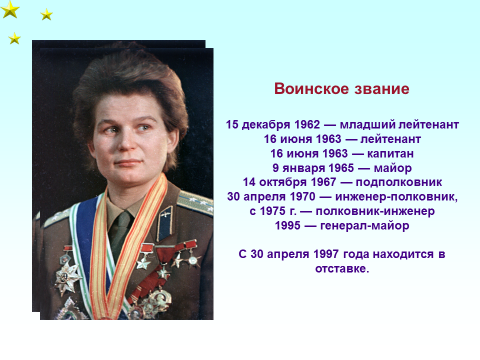 Воинское звание
15 декабря 1962 — младший лейтенант
16 июня 1963 — лейтенант
16 июня 1963 — капитан
9 января 1965 — майор
14 октября 1967 — подполковник
30 апреля 1970 — инженер-полковник,
с 1975 г. — полковник-инженер
1995 — генерал-майор
С 30 апреля 1997 года находится в
отставке.